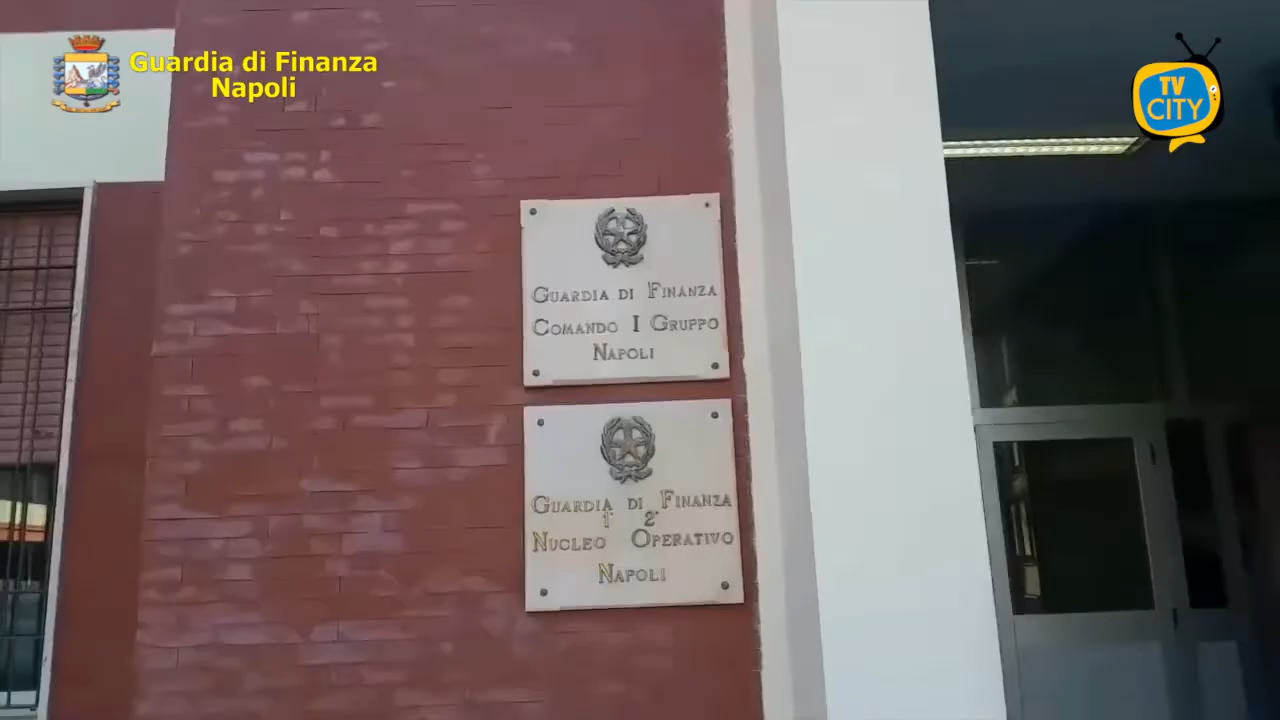 Guardia di Finanza
Napoli
TV
CITY
GUARDIA DI FINANZA
COMANDO I GRUPPO
NAPOLI
GUARDIA DI FINANZA
1° 2°
NUCLEO OPERATIVO
NAPOLI